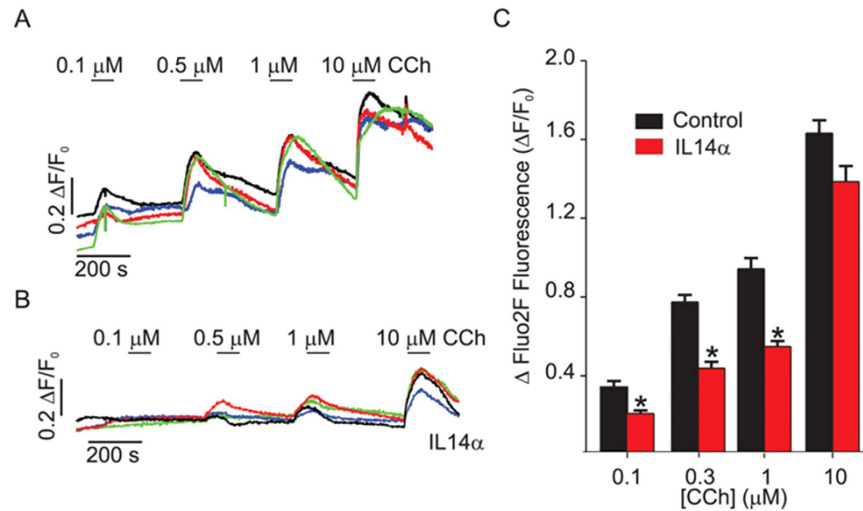 A
0.1 μM 0.5 μM 1 μM 10 μM CCh
0.2 ΔF/F0
200 s
B
0.1 μM 0.5 μM 1 μM 10 μM CCh
0.2 ΔF/F0
200 s
IL14α
C
Δ Fluo2F Fluorescence (ΔF/F0)
2.0
1.6
1.2
0.8
0.4
Control
IL14α
*
*
*
0.1 0.3 1 10
[CCh] (μM)